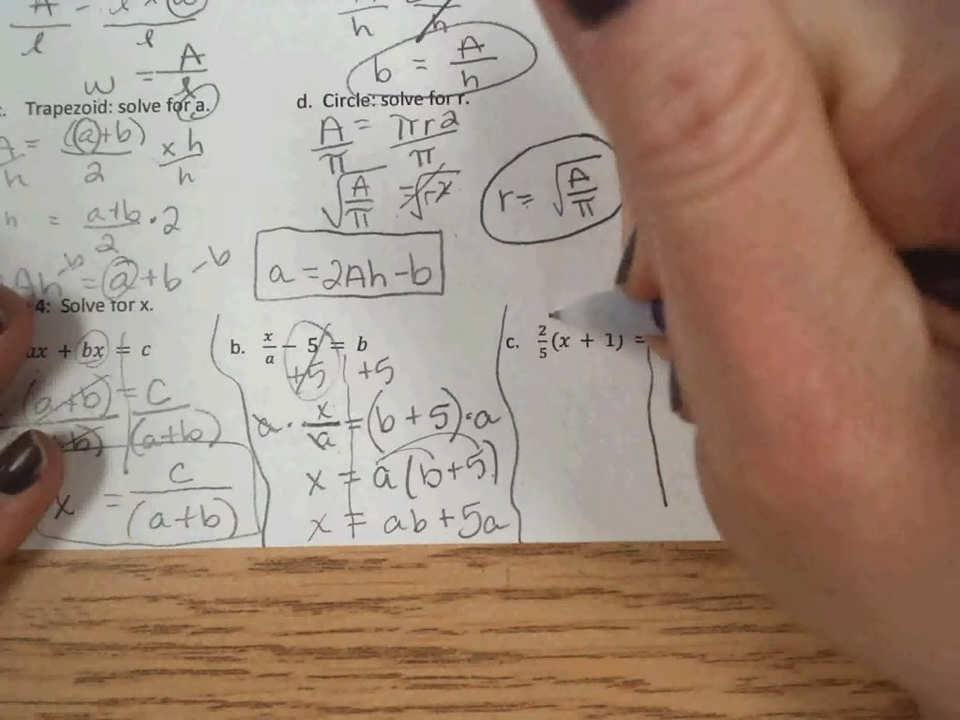 A/l = l × w/l
w = A/l
b = A/h
c. Trapezoid: solve for a.
A/h = (a+b)/2 × h/h
h = a+b/2 · 2
2Ah -b = a + b -b
d. Circle: solve for r.
A/π = πr2/π
√A/π = √r2
r = √A/π
a = 2Ah - b
4: Solve for x.
ax + bx = c
(a+b)/(a+b) = C/(a+b)
x = C/(a+b)
b. x/a − 5 = b
+5 +5
a · x/a = (b + 5) · a
x = a(b+5)
x = ab + 5a
c. 2/5(x + 1) =